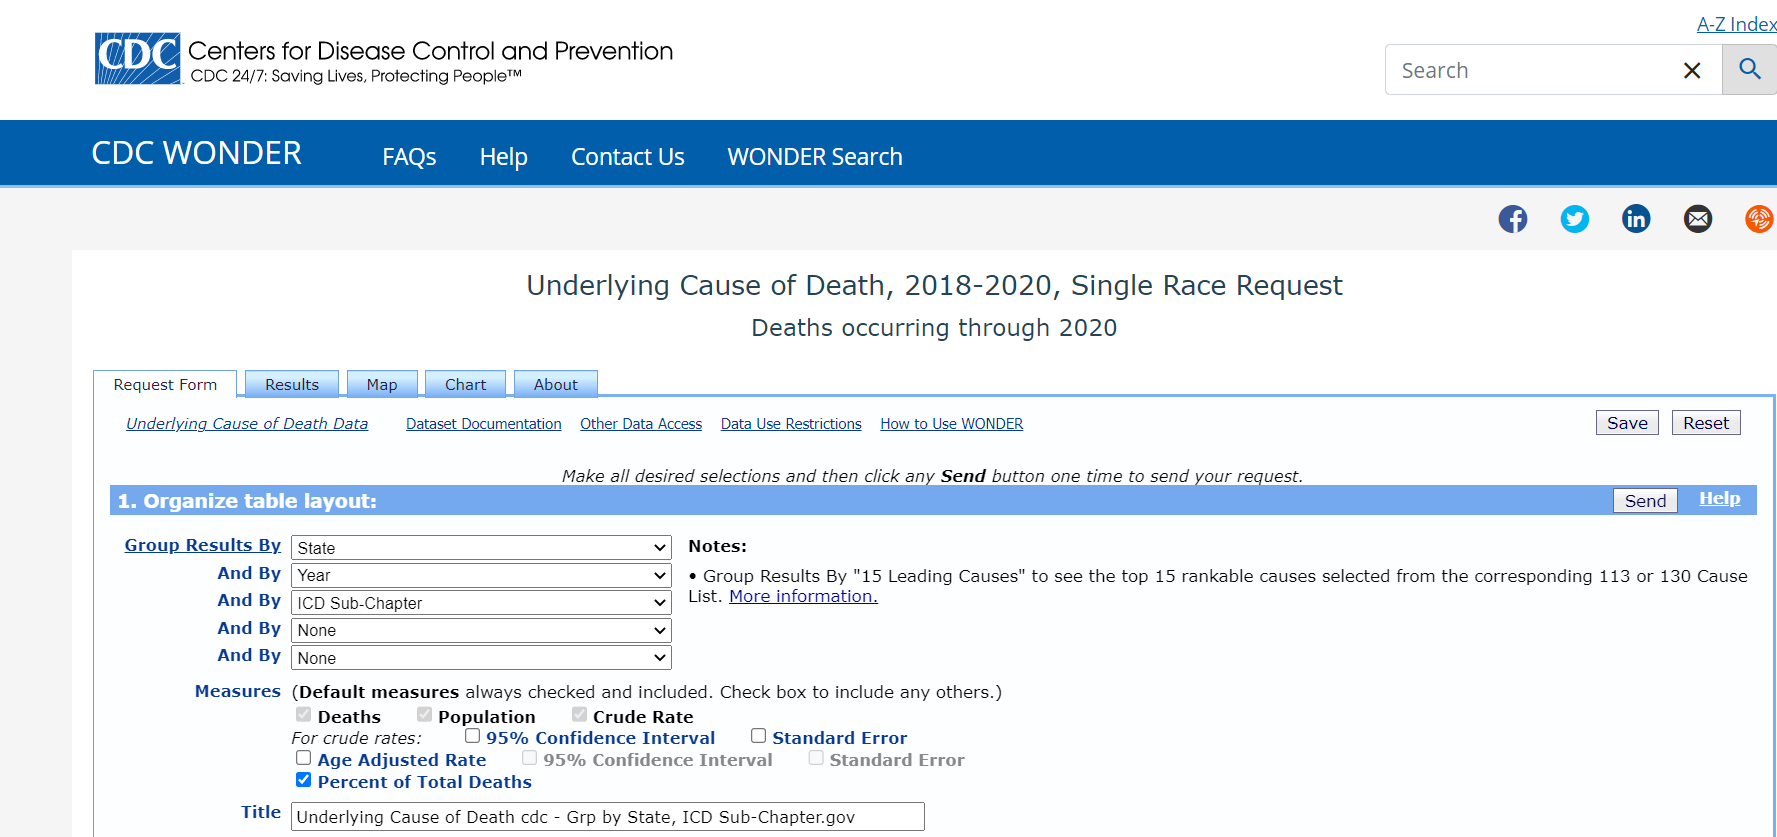 A-Z Index
CDC Centers for Disease Control and Prevention
CDC 24/7: Saving Lives, Protecting People™
Search
CDC WONDER FAQs Help Contact Us WONDER Search
Underlying Cause of Death, 2018-2020, Single Race Request
Deaths occurring through 2020
Request Form Results Map Chart About
Underlying Cause of Death Data Dataset Documentation Other Data Access Data Use Restrictions How to Use WONDER Save Reset
Make all desired selections and then click any Send button one time to send your request.
1. Organize table layout: Send Help
Group Results By State
And By Year
And By ICD Sub-Chapter
And By None
And By None
Notes:
• Group Results By "15 Leading Causes" to see the top 15 rankable causes selected from the corresponding 113 or 130 Cause
List. More information.
Measures (Default measures always checked and included. Check box to include any others.)
Deaths Population Crude Rate
For crude rates: 95% Confidence Interval Standard Error
Age Adjusted Rate 95% Confidence Interval Standard Error
Percent of Total Deaths
Title Underlying Cause of Death cdc - Grp by State, ICD Sub-Chapter.gov